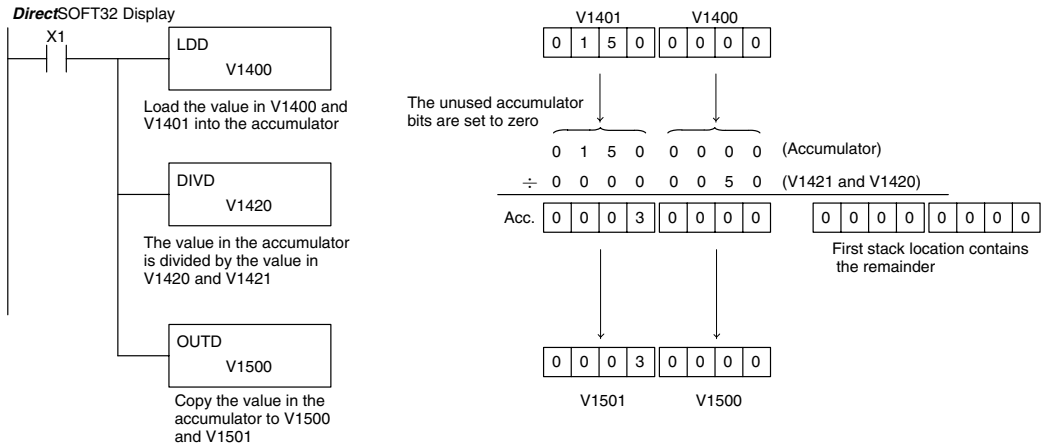 DirectSOFT32 Display
X1
LDD
V1400
Load the value in V1400 and
V1401 into the accumulator
DIVD
V1420
The value in the accumulator
is divided by the value in
V1420 and V1421
OUTD
V1500
Copy the value in the
accumulator to V1500
and V1501
V1401 V1400
0 1 5 0 0 0 0 0
The unused accumulator
bits are set to zero
0 1 5 0 0 0 0 0 (Accumulator)
÷ 0 0 0 0 0 0 5 0 (V1421 and V1420)
Acc. 0 0 0 3 0 0 0 0 0 0 0 0 0 0 0 0
First stack location contains
the remainder
0 0 0 3 0 0 0 0
V1501 V1500